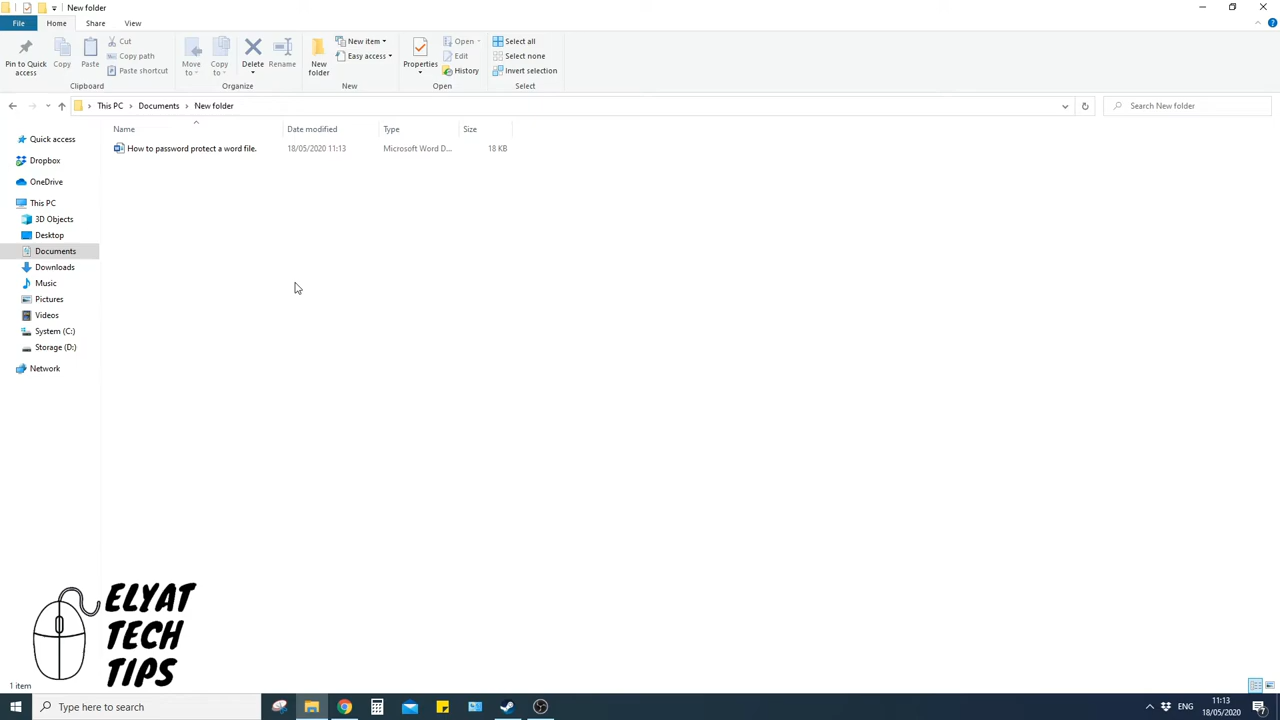 New folder
File Home Share View
Pin to Quick access
Copy
Paste
Cut
Copy path
Paste shortcut
Clipboard
Move to
Copy to
Delete
Rename
Organize
New folder
New item
Easy access
New
Properties
Open
Edit
History
Open
Select all
Select none
Invert selection
Select
This PC > Documents > New folder
Search New folder
Name Date modified Type Size
How to password protect a word file. 18/05/2020 11:13 Microsoft Word D... 18 KB
Quick access
Dropbox
OneDrive
This PC
3D Objects
Desktop
Documents
Downloads
Music
Pictures
Videos
System (C:)
Storage (D:)
Network
ELYAT
TECH
TIPS
1 item
Type here to search
ENG
11:13
18/05/2020